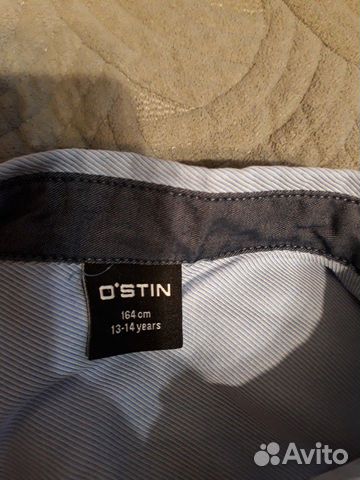 O'STIN
164 cm
13-14 years
Avito